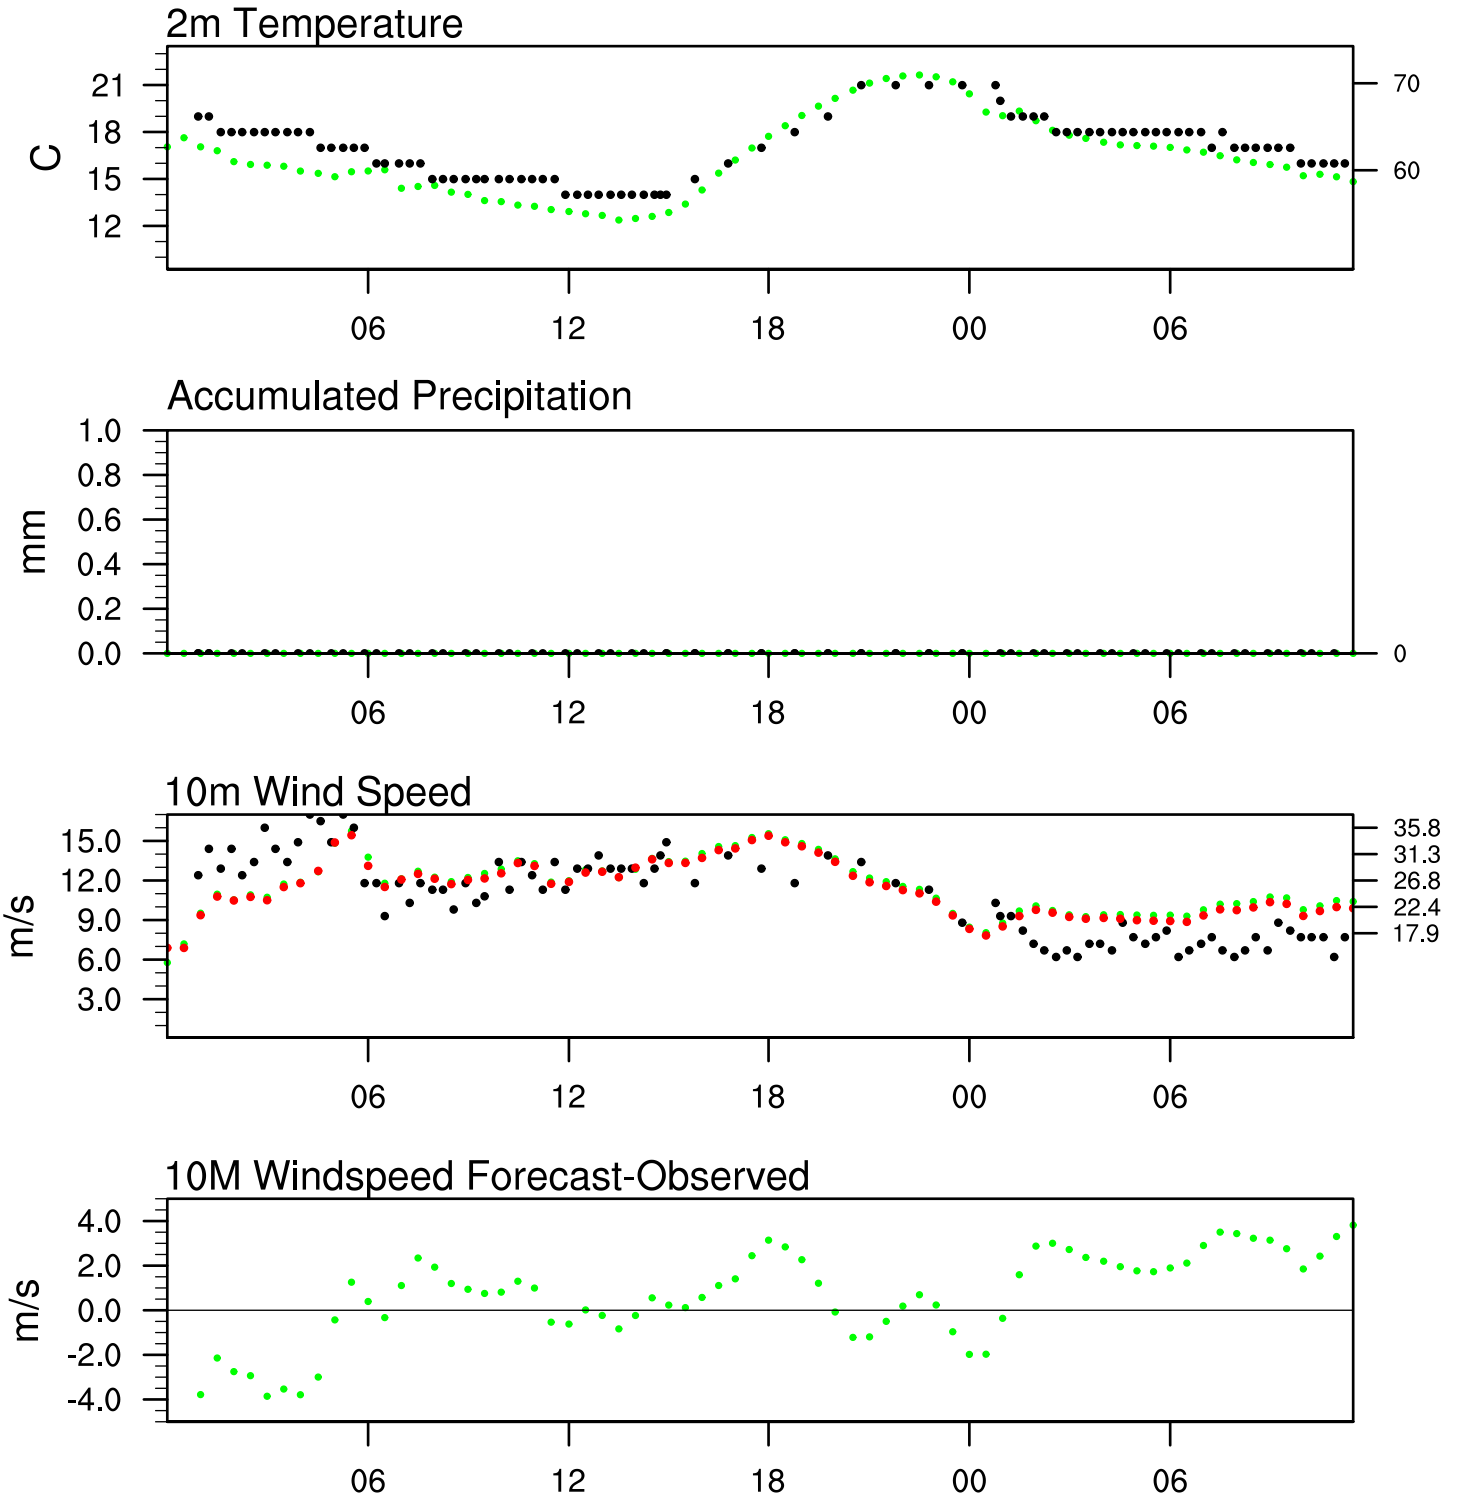 2m Temperature
21
18
15
12
C
70
60
06 12 18 00 06
Accumulated Precipitation
1.0
0.8
0.6
0.4
0.2
0.0
mm
0
06 12 18 00 06
10m Wind Speed
15.0
12.0
9.0
6.0
3.0
m/s
35.8
31.3
26.8
22.4
17.9
06 12 18 00 06
10M Windspeed Forecast-Observed
4.0
2.0
0.0
-2.0
-4.0
m/s
06 12 18 00 06